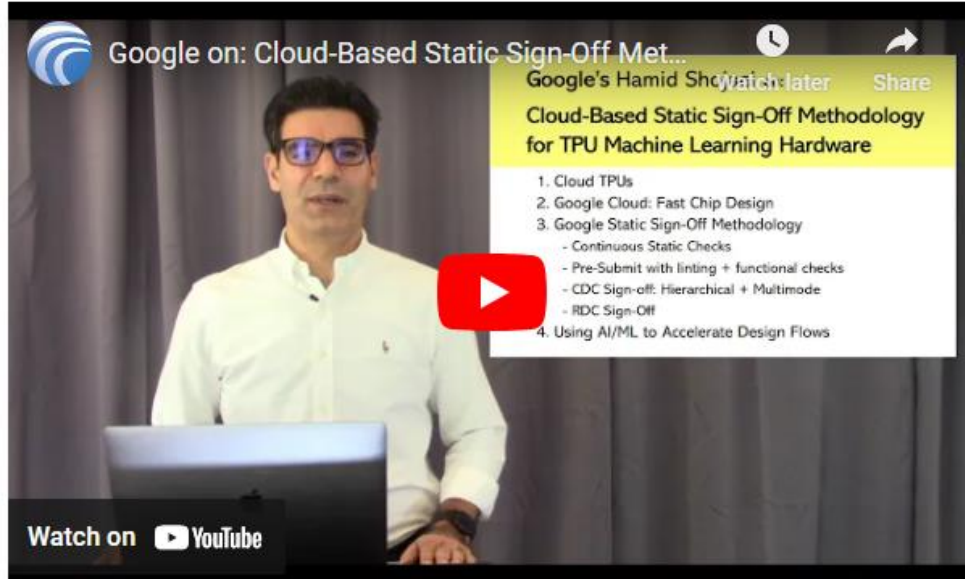 Google on: Cloud-Based Static Sign-Off Met...
Watch later
Share
Google's Hamid
Cloud-Based Static Sign-Off Methodology
for TPU Machine Learning Hardware
1. Cloud TPUs
2. Google Cloud: Fast Chip Design
3. Google Static Sign-Off Methodology
- Continuous Static Checks
- Pre-Submit with linting + functional checks
- CDC Sign-off: Hierarchical + Multimode
- RDC Sign-Off
4. Using AI/ML to Accelerate Design Flows
Watch on YouTube